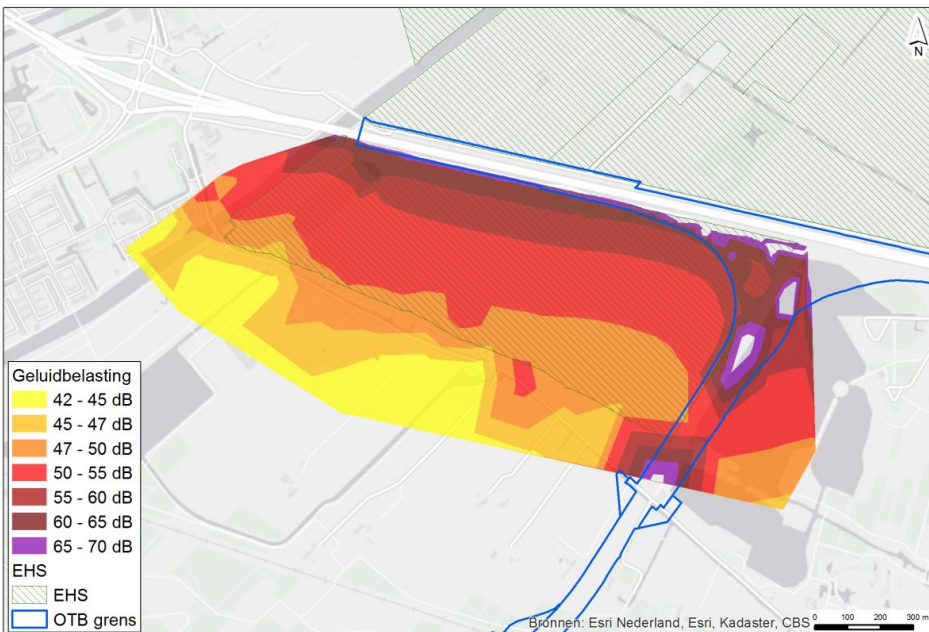 N
Geluidbelasting
42 - 45 dB
45 - 47 dB
47 - 50 dB
50 - 55 dB
55 - 60 dB
60 - 65 dB
65 - 70 dB
EHS
EHS
OTB grens
Bronnen: Esri Nederland, Esri, Kadaster, CBS
0 100 200 300 m